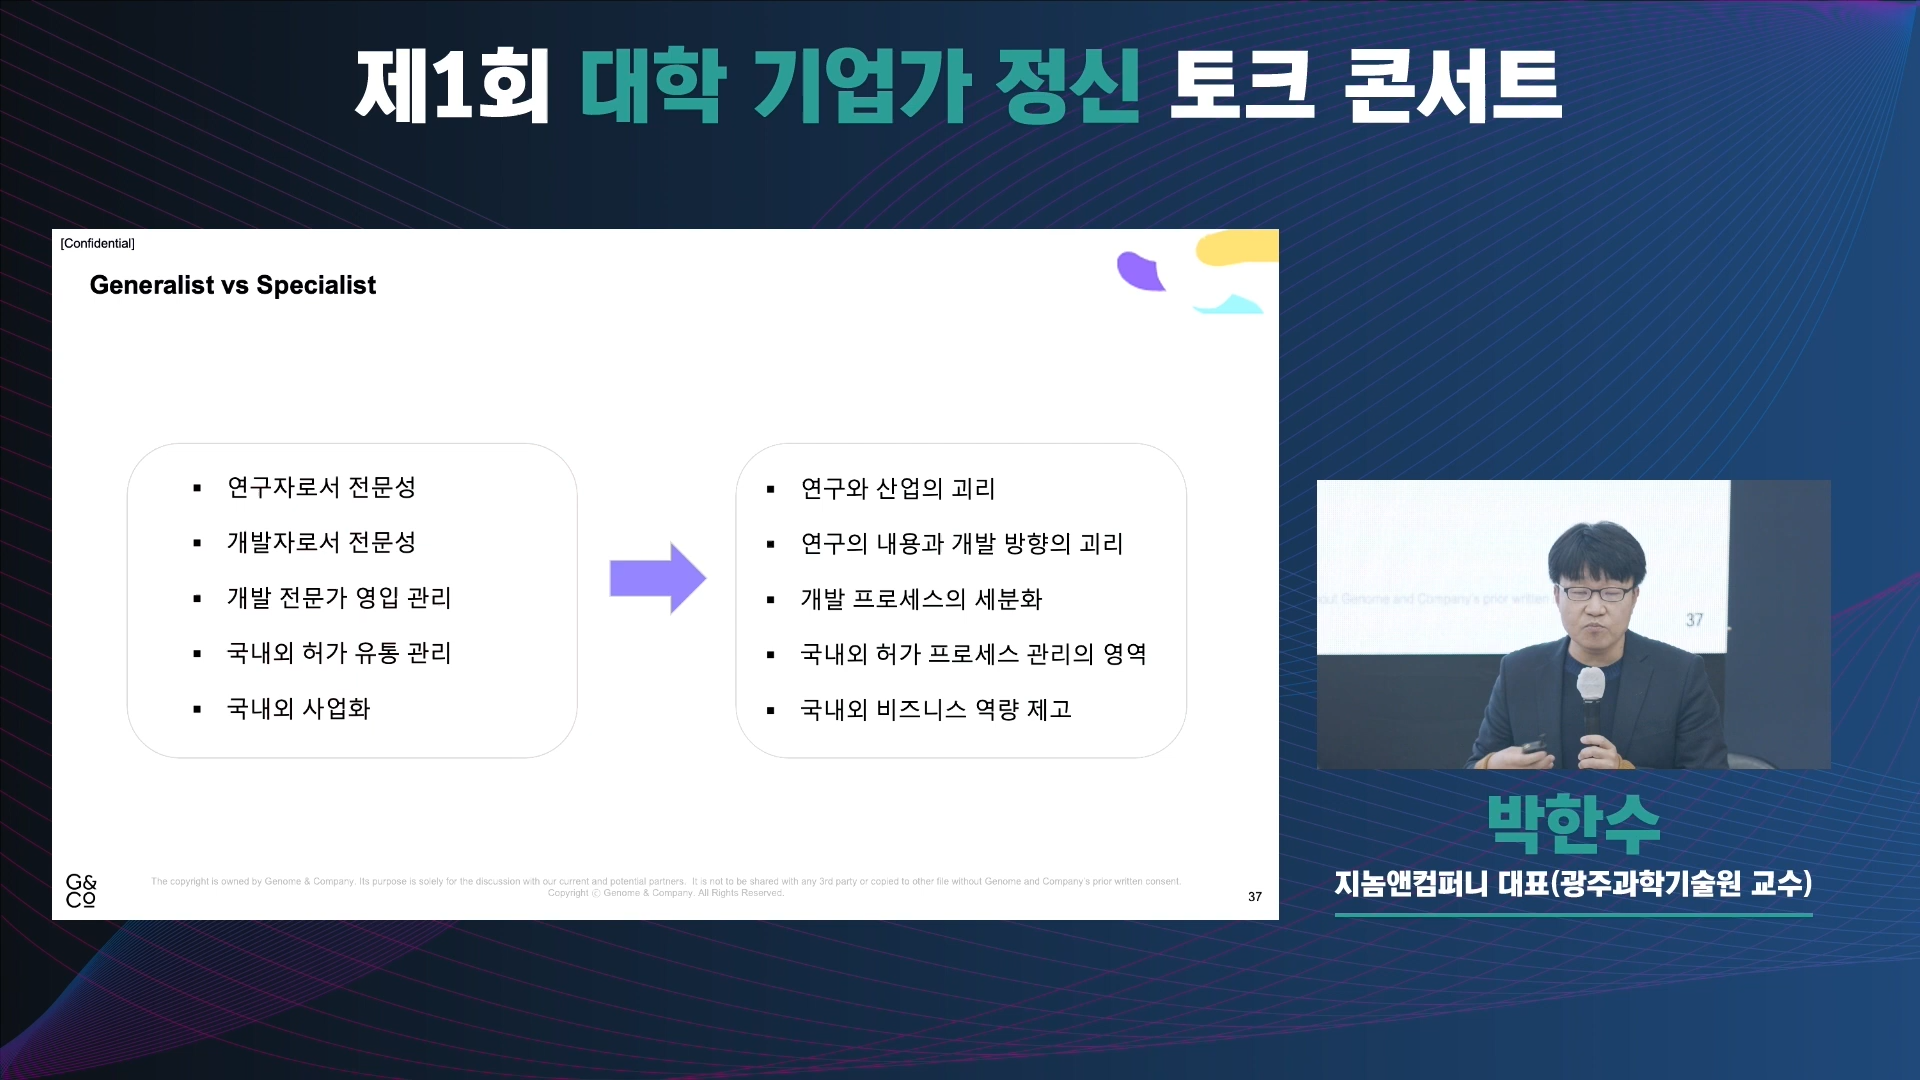 제1회 대학 기업가 정신 토크 콘서트
[Confidential]
Generalist vs Specialist
▪ 연구자로서 전문성
▪ 개발자로서 전문성
▪ 개발 전문가 영입 관리
▪ 국내외 허가 유통 관리
▪ 국내외 사업화
▪ 연구와 산업의 괴리
▪ 연구의 내용과 개발 방향의 괴리
▪ 개발 프로세스의 세분화
▪ 국내외 허가 프로세스 관리의 영역
▪ 국내외 비즈니스 역량 제고
G&
CO
The copyright is owned by Genome & Company. Its purpose is solely for the discussion with our current and potential partners. It is not to be shared with any 3rd party or copied to other file without Genome and Company's prior written consent.
Copyright ⓒ Genome & Company. All Rights Reserved.
37
out Genome and Company's prior written
37
박한수
지놈앤컴퍼니 대표(광주과학기술원 교수)